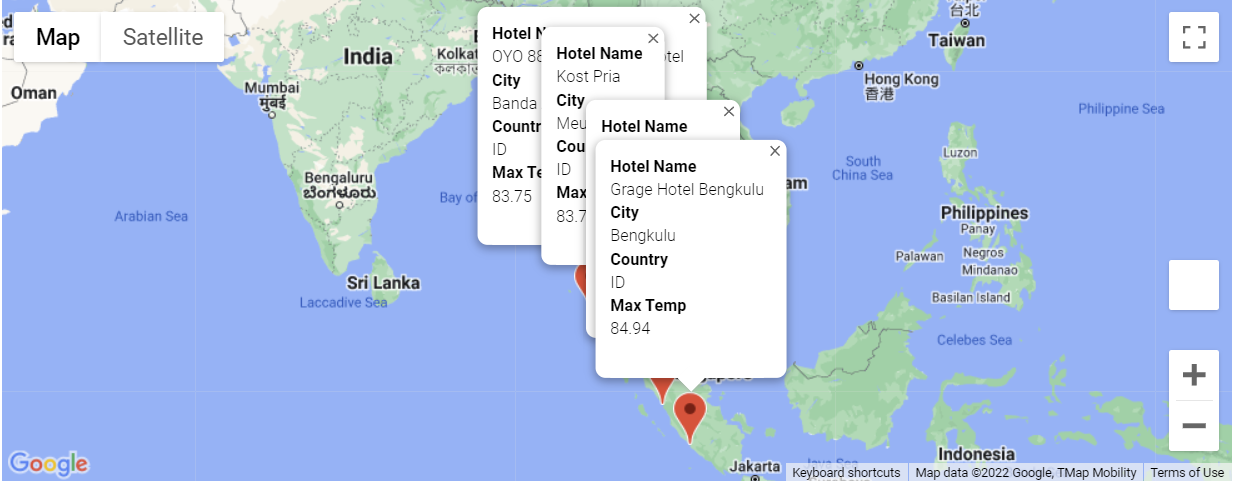 Map
Satellite
Oman
India
Mumbai
मुंबई
Bengaluru
ಬೆಂಗಳೂರು
Sri Lanka
Laccadive Sea
Arabian Sea
Bay of
Hotel N
OYO 88
otel
City
Banda
Countr
ID
Max Te
83.75
Hotel Name
Kost Pria
City
Meu
Cou
ID
Max
83.7
Hotel Name
Hotel Name
Grage Hotel Bengkulu
City
Bengkulu
Country
ID
Max Temp
84.94
台北
Taiwan
Hong Kong
香港
Philippine Sea
South
China Sea
Luzon
Philippines
Panay
Negros
Palawan
Mindanao
Basilan Island
Celebes Sea
Jakarta
Indonesia
Google
Keyboard shortcuts
Map data ©2022 Google, TMap Mobility
Terms of Use